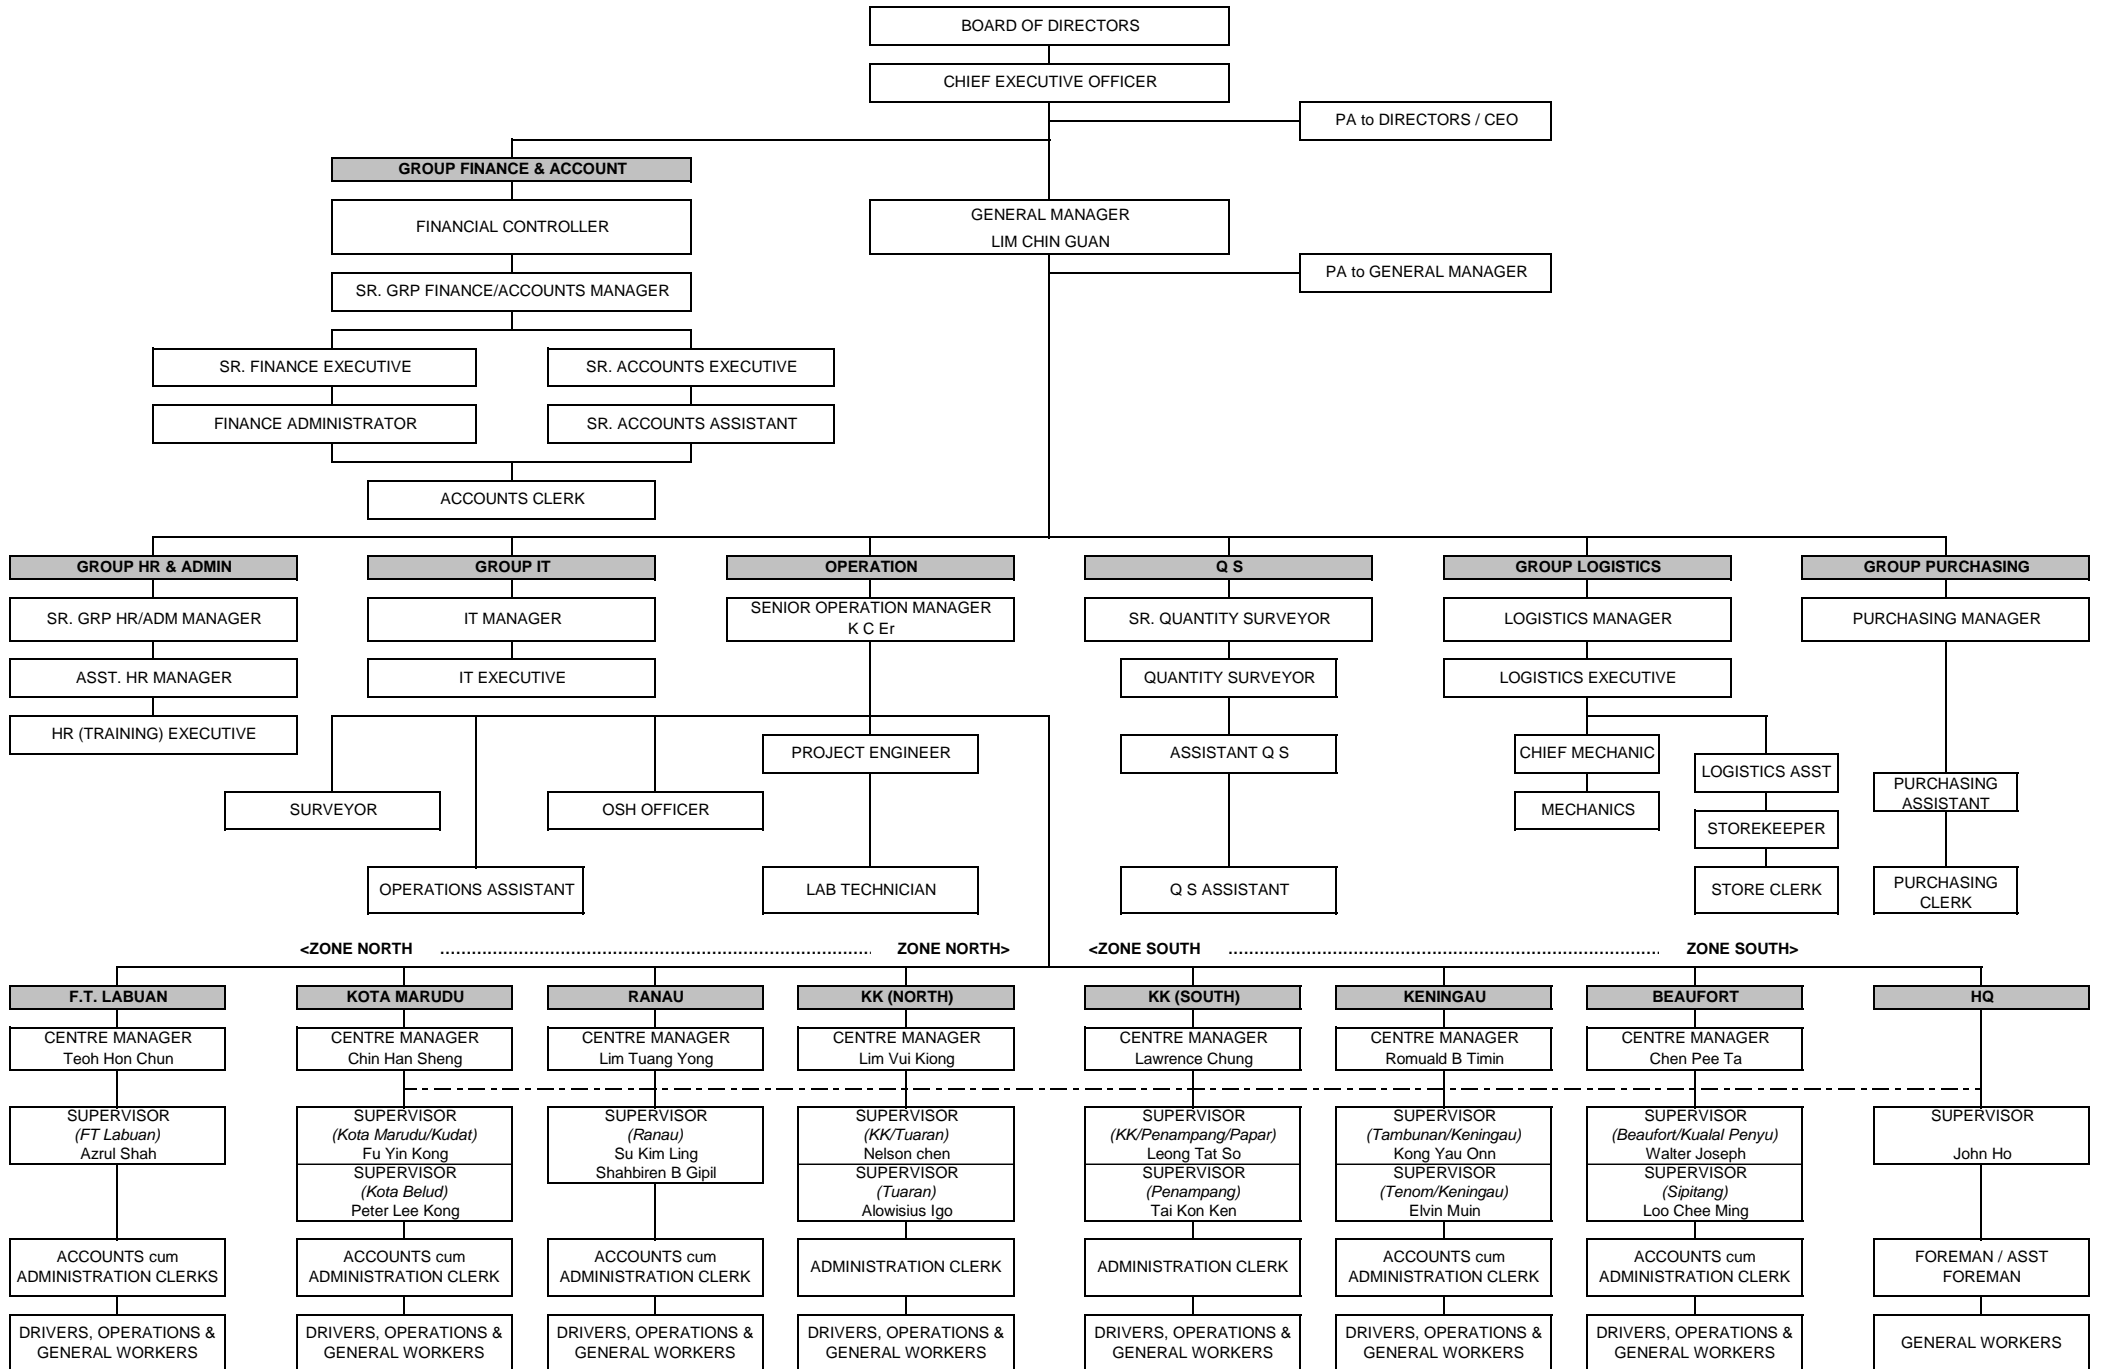 BOARD OF DIRECTORS
CHIEF EXECUTIVE OFFICER
PA to DIRECTORS / CEO
GROUP FINANCE & ACCOUNT
FINANCIAL CONTROLLER
GENERAL MANAGER
LIM CHIN GUAN
PA to GENERAL MANAGER
SR. GRP FINANCE/ACCOUNTS MANAGER
SR. FINANCE EXECUTIVE
SR. ACCOUNTS EXECUTIVE
FINANCE ADMINISTRATOR
SR. ACCOUNTS ASSISTANT
ACCOUNTS CLERK
GROUP HR & ADMIN
SR. GRP HR/ADM MANAGER
ASST. HR MANAGER
HR (TRAINING) EXECUTIVE
GROUP IT
IT MANAGER
IT EXECUTIVE
OPERATION
SENIOR OPERATION MANAGER
K C Er
PROJECT ENGINEER
SURVEYOR
OSH OFFICER
OPERATIONS ASSISTANT
LAB TECHNICIAN
Q S
SR. QUANTITY SURVEYOR
QUANTITY SURVEYOR
ASSISTANT Q S
Q S ASSISTANT
GROUP LOGISTICS
LOGISTICS MANAGER
LOGISTICS EXECUTIVE
CHIEF MECHANIC
MECHANICS
LOGISTICS ASST
STOREKEEPER
STORE CLERK
GROUP PURCHASING
PURCHASING MANAGER
PURCHASING
ASSISTANT
PURCHASING
CLERK
<ZONE NORTH ........ ZONE NORTH>
<ZONE SOUTH ........ ZONE SOUTH>
F.T. LABUAN
CENTRE MANAGER
Teoh Hon Chun
SUPERVISOR
(FT Labuan)
Azrul Shah
ACCOUNTS cum
ADMINISTRATION CLERKS
DRIVERS, OPERATIONS &
GENERAL WORKERS
KOTA MARUDU
CENTRE MANAGER
Chin Han Sheng
SUPERVISOR
(Kota Marudu/Kudat)
Fu Yin Kong
SUPERVISOR
(Kota Belud)
Peter Lee Kong
ACCOUNTS cum
ADMINISTRATION CLERK
DRIVERS, OPERATIONS &
GENERAL WORKERS
RANAU
CENTRE MANAGER
Lim Tuang Yong
SUPERVISOR
(Ranau)
Su Kim Ling
Shahbiren B Gipil
ACCOUNTS cum
ADMINISTRATION CLERK
DRIVERS, OPERATIONS &
GENERAL WORKERS
KK (NORTH)
CENTRE MANAGER
Lim Vui Kiong
SUPERVISOR
(KK/Tuaran)
Nelson chen
SUPERVISOR
(Tuaran)
Alowisius Igo
ADMINISTRATION CLERK
DRIVERS, OPERATIONS &
GENERAL WORKERS
KK (SOUTH)
CENTRE MANAGER
Lawrence Chung
SUPERVISOR
(KK/Penampang/Papar)
Leong Tat So
SUPERVISOR
(Penampang)
Tai Kon Ken
ADMINISTRATION CLERK
DRIVERS, OPERATIONS &
GENERAL WORKERS
KENINGAU
CENTRE MANAGER
Romuald B Timin
SUPERVISOR
(Tambunan/Keningau)
Kong Yau Onn
SUPERVISOR
(Tenom/Keningau)
Elvin Muin
ACCOUNTS cum
ADMINISTRATION CLERK
DRIVERS, OPERATIONS &
GENERAL WORKERS
BEAUFORT
CENTRE MANAGER
Chen Pee Ta
SUPERVISOR
(Beaufort/Kualal Penyu)
Walter Joseph
SUPERVISOR
(Sipitang)
Loo Chee Ming
ACCOUNTS cum
ADMINISTRATION CLERK
DRIVERS, OPERATIONS &
GENERAL WORKERS
HQ
SUPERVISOR
John Ho
FOREMAN / ASST
FOREMAN
GENERAL WORKERS